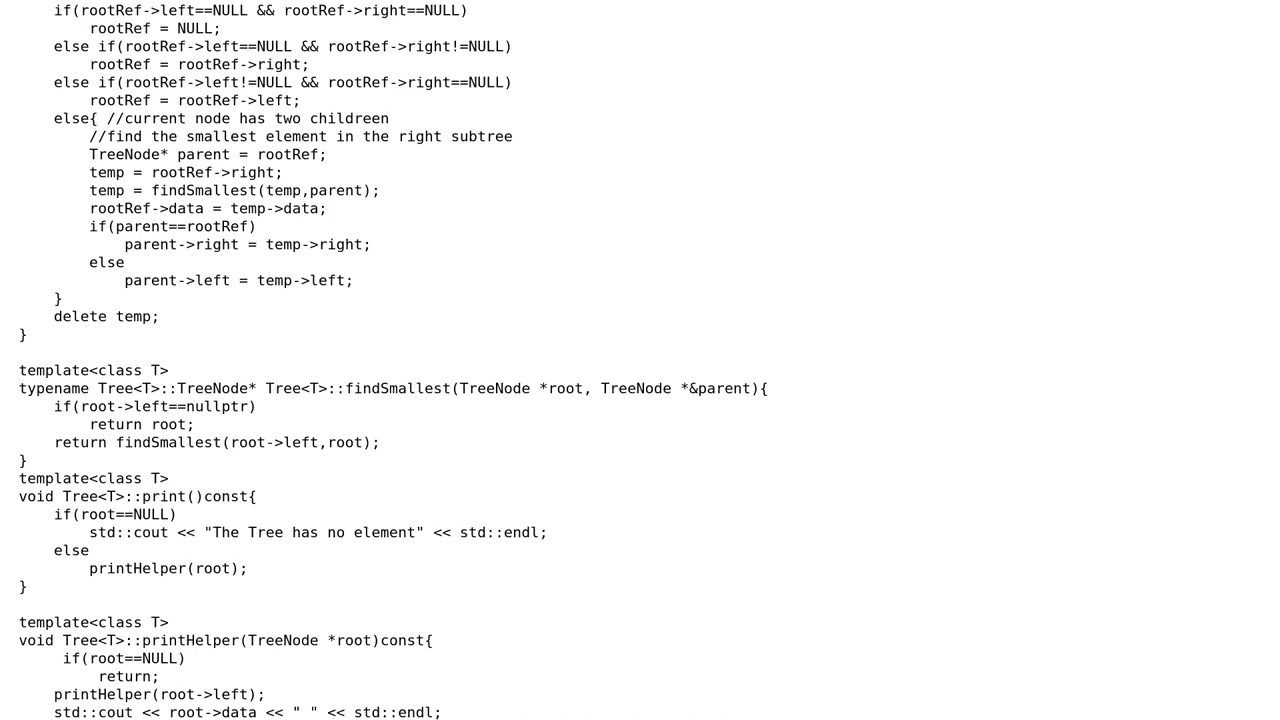 if(rootRef->left==NULL && rootRef->right==NULL)
rootRef = NULL;
else if(rootRef->left==NULL && rootRef->right!=NULL)
rootRef = rootRef->right;
else if(rootRef->left!=NULL && rootRef->right==NULL)
rootRef = rootRef->left;
else{ //current node has two childreen
//find the smallest element in the right subtree
TreeNode* parent = rootRef;
temp = rootRef->right;
temp = findSmallest(temp,parent);
rootRef->data = temp->data;
if(parent==rootRef)
parent->right = temp->right;
else
parent->left = temp->left;
}
delete temp;
}
template<class T>
typename Tree<T>::TreeNode* Tree<T>::findSmallest(TreeNode *root, TreeNode *&parent){
if(root->left==nullptr)
return root;
return findSmallest(root->left,root);
}
template<class T>
void Tree<T>::print()const{
if(root==NULL)
std::cout << "The Tree has no element" << std::endl;
else
printHelper(root);
}
template<class T>
void Tree<T>::printHelper(TreeNode *root)const{
if(root==NULL)
return;
printHelper(root->left);
std::cout << root->data << " " << std::endl;